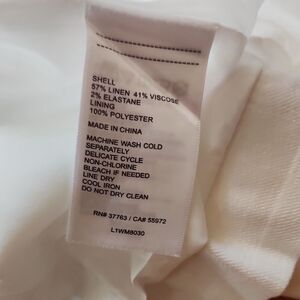 SHELL
57% LINEN 41% VISCOSE
2% ELASTANE
LINING
100% POLYESTER
MADE IN CHINA
MACHINE WASH COLD
SEPARATELY
DELICATE CYCLE
NON-CHLORINE
BLEACH IF NEEDED
LINE DRY
COOL IRON
DO NOT DRY CLEAN
RN# 37763 / CA# 55972
L1WM8030